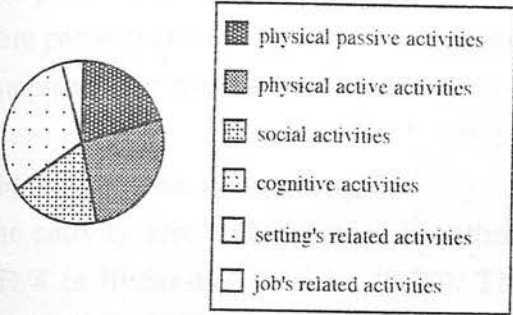 physical passive activities
physical active activities
social activities
cognitive activities
setting's related activities
job's related activities